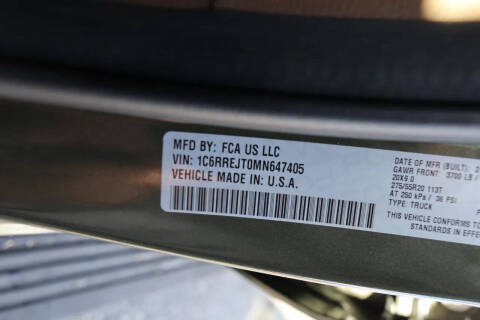 MFD BY: FCA US LLC
VIN: 1C6RREJT0MN647405
VEHICLE MADE IN: U.S.A.
DATE OF MFR (BUILT):
GAWR FRONT: 3700 LB /
20X9.0
275/55R20 113T
AT 250 kPa / 36 PSI
TYPE: TRUCK
THIS VEHICLE CONFORMS TO
STANDARDS IN EFFE